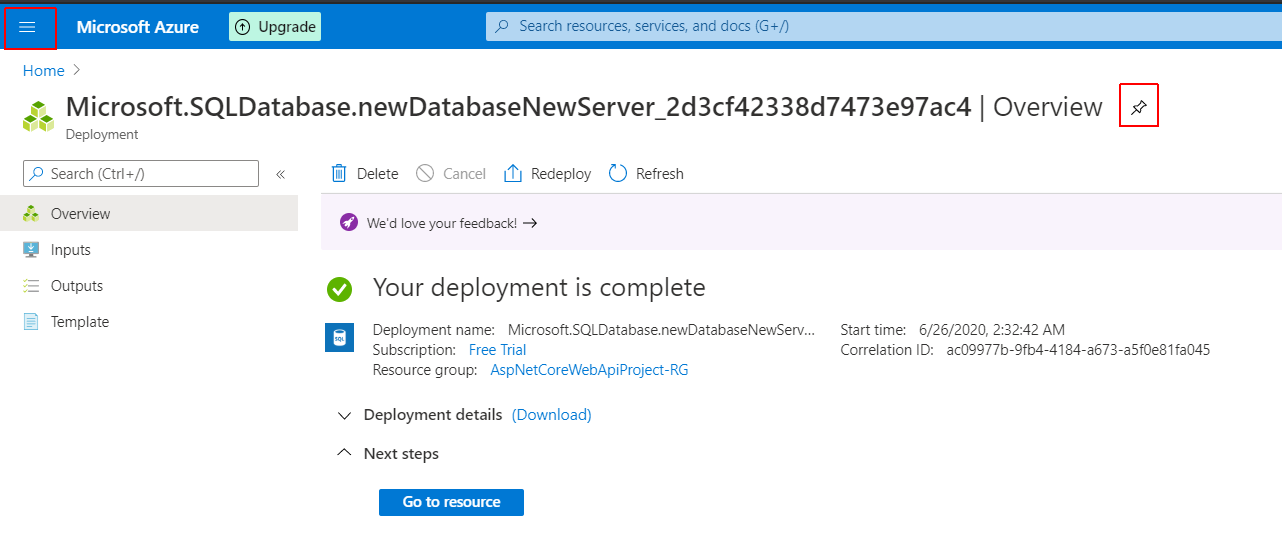 Microsoft Azure
Upgrade
Search resources, services, and docs (G+/)
Home
Microsoft.SQLDatabase.newDatabaseNewServer_2d3cf42338d7473e97ac4 | Overview
Deployment
Search (Ctrl+/)
«
Delete
Cancel
Redeploy
Refresh
Overview
Inputs
Outputs
Template
We'd love your feedback! →
Your deployment is complete
SQL
Deployment name: Microsoft.SQLDatabase.newDatabaseNewServ...
Subscription: Free Trial
Resource group: AspNetCoreWebApiProject-RG
Start time: 6/26/2020, 2:32:42 AM
Correlation ID: ac09977b-9fb4-4184-a673-a5f0e81fa045
Deployment details (Download)
Next steps
Go to resource